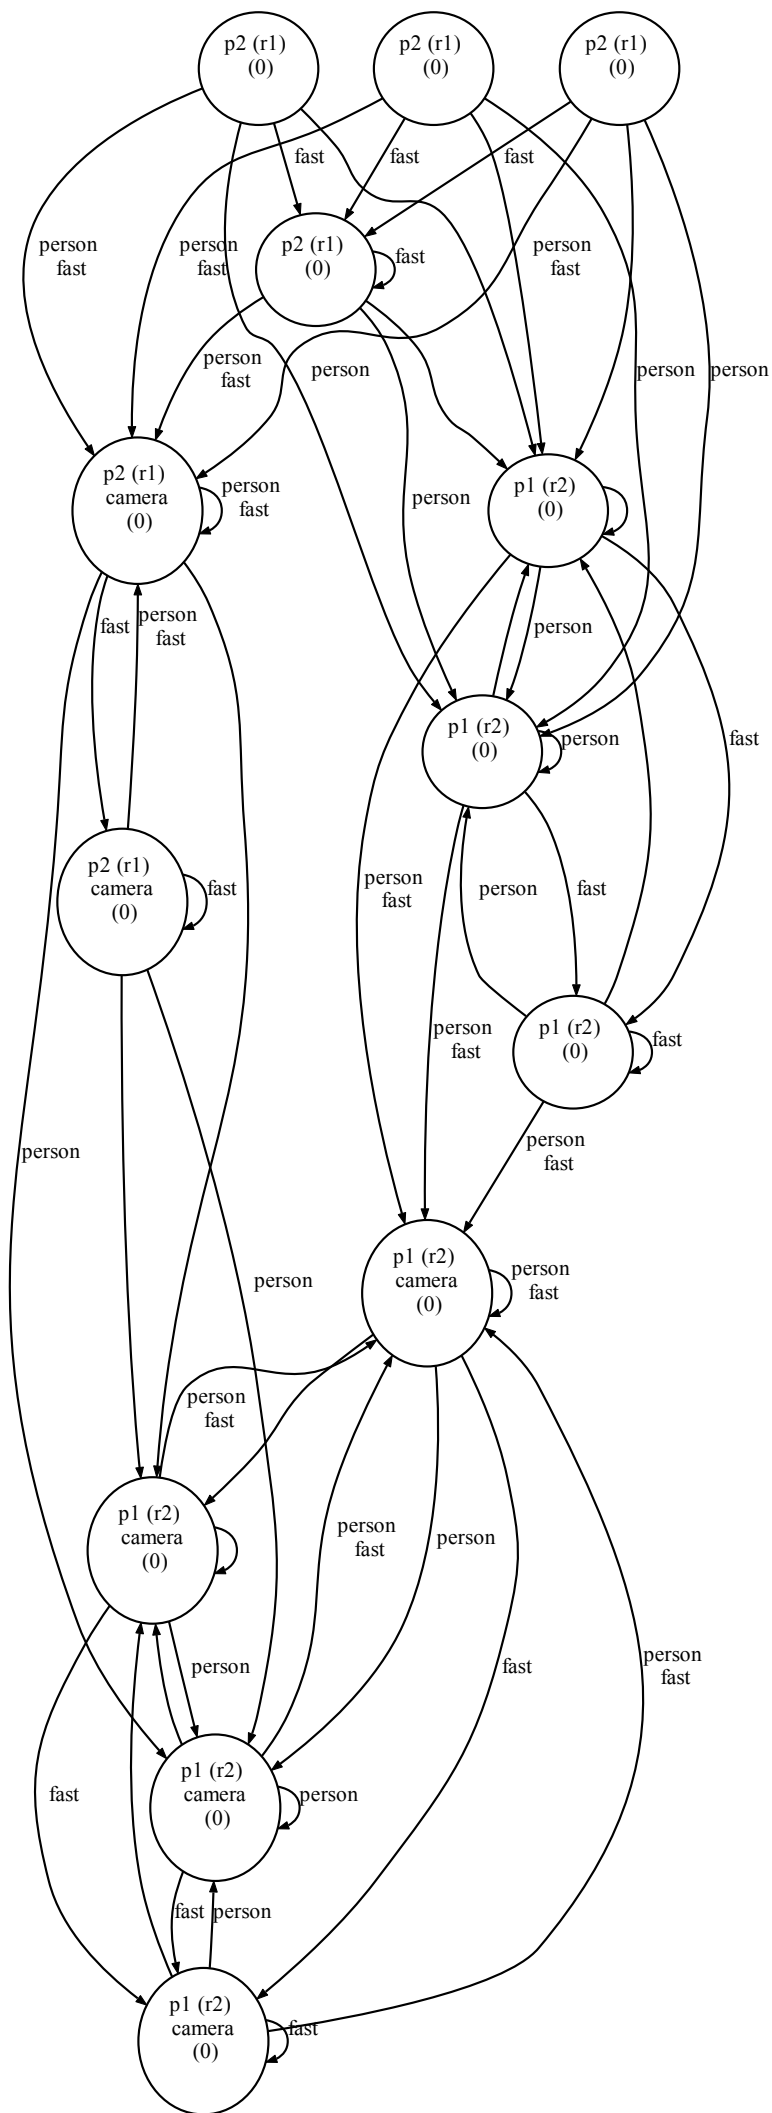 p2 (r1)
(0)
p2 (r1)
(0)
p2 (r1)
(0)
fast
fast
fast
person
fast
person
fast
p2 (r1)
(0)
fast
person
fast
person
fast
person
person
person
p2 (r1)
camera
(0)
person
fast
person
p1 (r2)
(0)
fast
person
fast
person
p1 (r2)
(0)
person
fast
p2 (r1)
camera
(0)
fast
person
fast
person
fast
person
fast
p1 (r2)
(0)
fast
person
person
fast
person
p1 (r2)
camera
(0)
person
fast
person
fast
p1 (r2)
camera
(0)
person
fast
person
person
fast
person
fast
fast
p1 (r2)
camera
(0)
person
fast
person
p1 (r2)
camera
(0)
fast